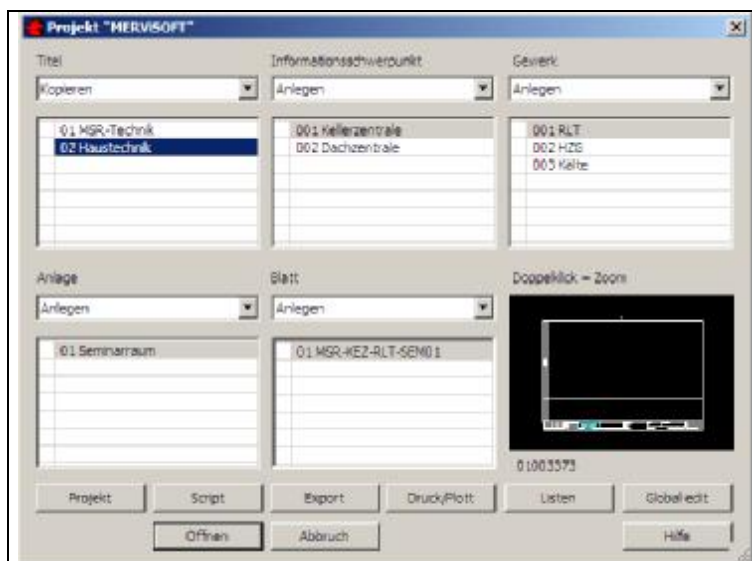 Projekt "MERViSOFT"
Titel Informationsschwerpunkt Gewerk
Kopieren Anlegen Anlegen
01 MSR-Technik 001 Kellerzentrale 001 RLT
02 Haustechnik 002 Dachzentrale 002 HZG
003 Kälte
Anlage Blatt Doppelklick = Zoom
Anlegen Anlegen
01 Seminarraum 01 MSR-KEZ-RLT-SEM01
01003373
Projekt Script Export Druck/Plott Listen Global edit
Öffnen Abbruch Hilfe